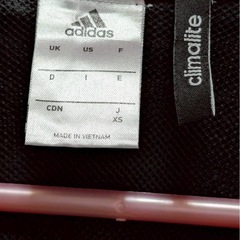 adidas
UK US F
D I E
CDN J
XS
MADE IN VIETNAM
climalite